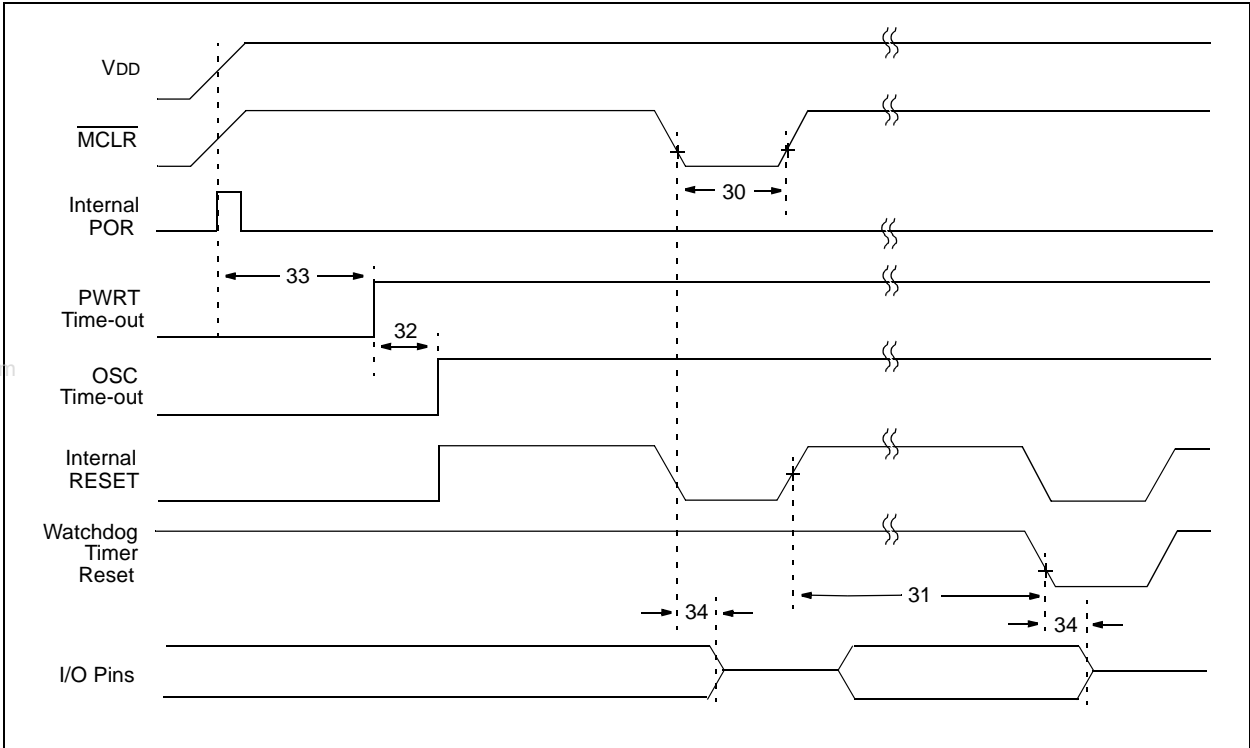 VDD
MCLR
30
Internal
POR
33
PWRT
Time-out
32
m
OSC
Time-out
Internal
RESET
Watchdog
Timer
Reset
31
34
34
I/O Pins